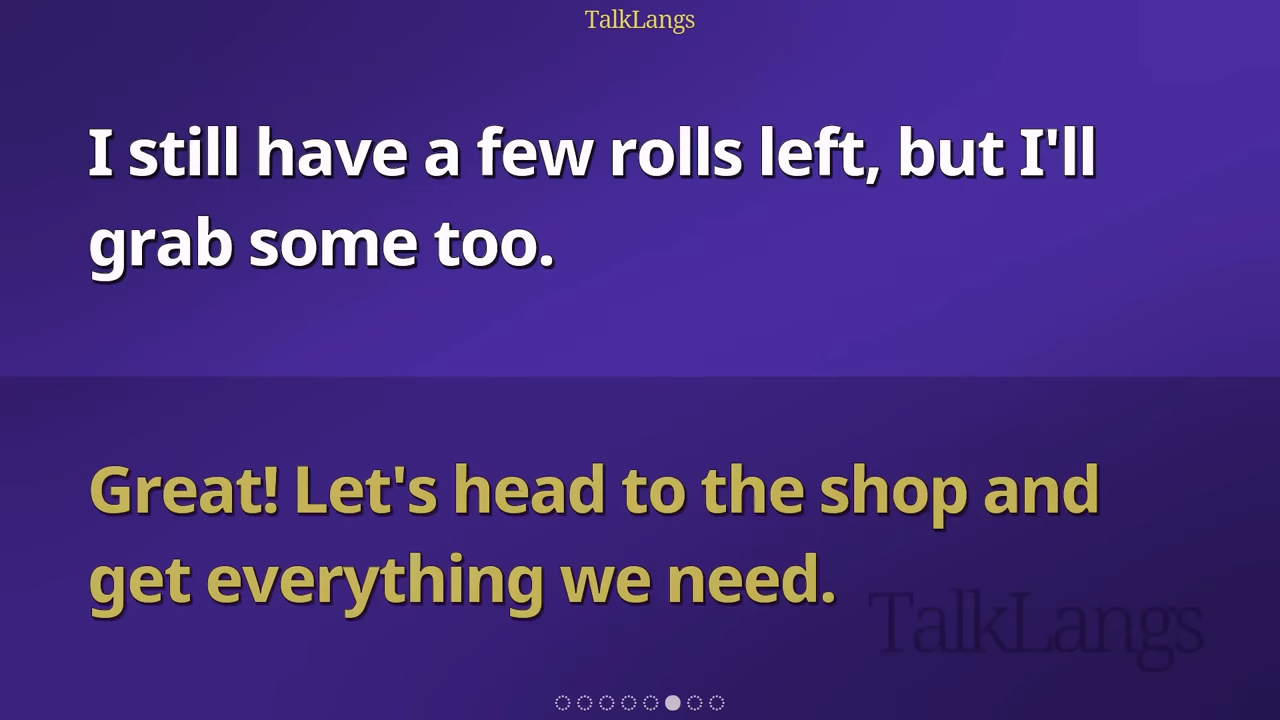 TalkLangs
I still have a few rolls left, but I'll
grab some too.
Great! Let's head to the shop and
get everything we need.
TalkLangs